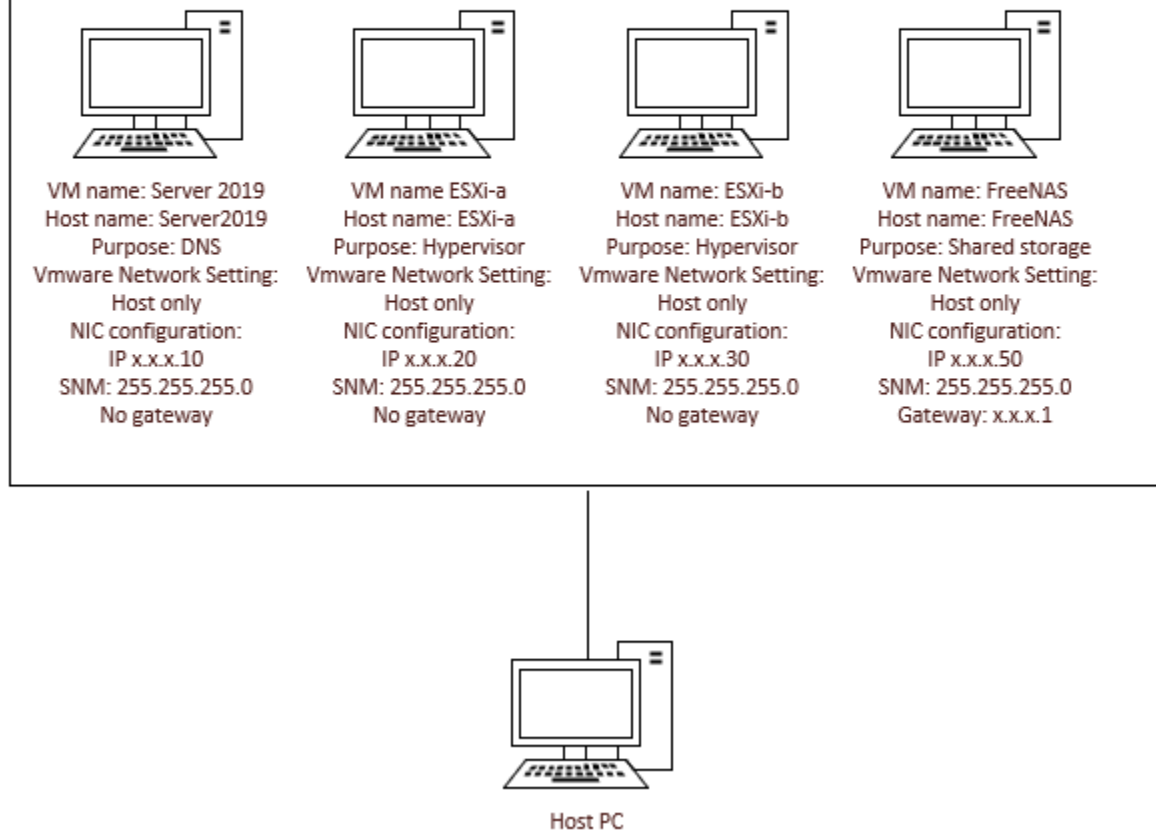 VM name: Server 2019
Host name: Server2019
Purpose: DNS
Vmware Network Setting:
Host only
NIC configuration:
IP x.x.x.10
SNM: 255.255.255.0
No gateway
VM name ESXi-a
Host name: ESXi-a
Purpose: Hypervisor
Vmware Network Setting:
Host only
NIC configuration:
IP x.x.x.20
SNM: 255.255.255.0
No gateway
VM name: ESXi-b
Host name: ESXi-b
Purpose: Hypervisor
Vmware Network Setting:
Host only
NIC configuration:
IP x.x.x.30
SNM: 255.255.255.0
No gateway
VM name: FreeNAS
Host name: FreeNAS
Purpose: Shared storage
Vmware Network Setting:
Host only
NIC configuration:
IP x.x.x.50
SNM: 255.255.255.0
Gateway: x.x.x.1
Host PC